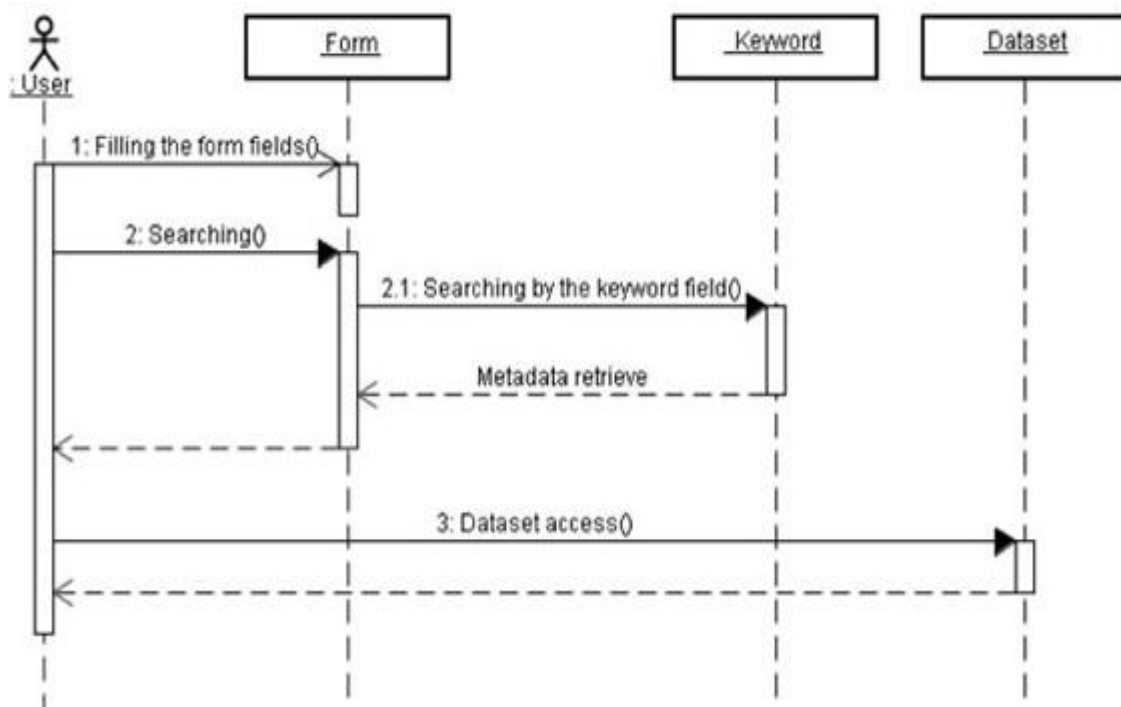 Form
Keyword
Dataset
: User
1: Filling the form fields()
2: Searching()
2.1: Searching by the keyword field()
Metadata retrieve
3: Dataset access()